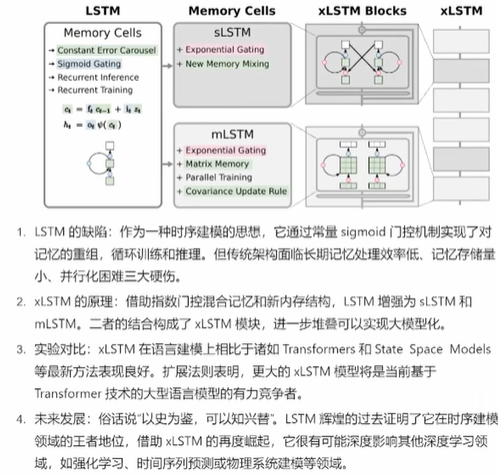 LSTM
Memory Cells
xLSTM Blocks
xLSTM
Memory Cells
→ Constant Error Carousel
→ Sigmoid Gating
→ Recurrent Inference
→ Recurrent Training
cₜ = fₜ cₜ₋₁ + iₜ zₜ
hₜ = oₜ ψ( cₜ )
sLSTM
+ Exponential Gating
+ New Memory Mixing
mLSTM
+ Exponential Gating
+ Matrix Memory
+ Parallel Training
+ Covariance Update Rule
1. LSTM 的缺陷：作为一种时序建模的思想，它通过常量 sigmoid 门控机制实现了对
记忆的重组，循环训练和推理。但传统架构面临长期记忆处理效率低、记忆存储量
小、并行化困难三大硬伤。
2. xLSTM 的原理：借助指数门控混合记忆和新内存结构，LSTM 增强为 sLSTM 和
mLSTM。二者的结合构成了 xLSTM 模块，进一步堆叠可以实现大模型化。
3. 实验对比：xLSTM 在语言建模上相比于诸如 Transformers 和 State Space Models
等最新方法表现良好。扩展法则表明，更大的 xLSTM 模型将是当前基于
Transformer 技术的大型语言模型的有力竞争者。
4. 未来发展：俗话说“以史为鉴，可以知兴替”。LSTM 辉煌的过去证明了它在时序建模
领域的王者地位，借助 xLSTM 的再度崛起，它很有可能深度影响其他深度学习领
域，如强化学习、时间序列预测或物理系统建模等领域。